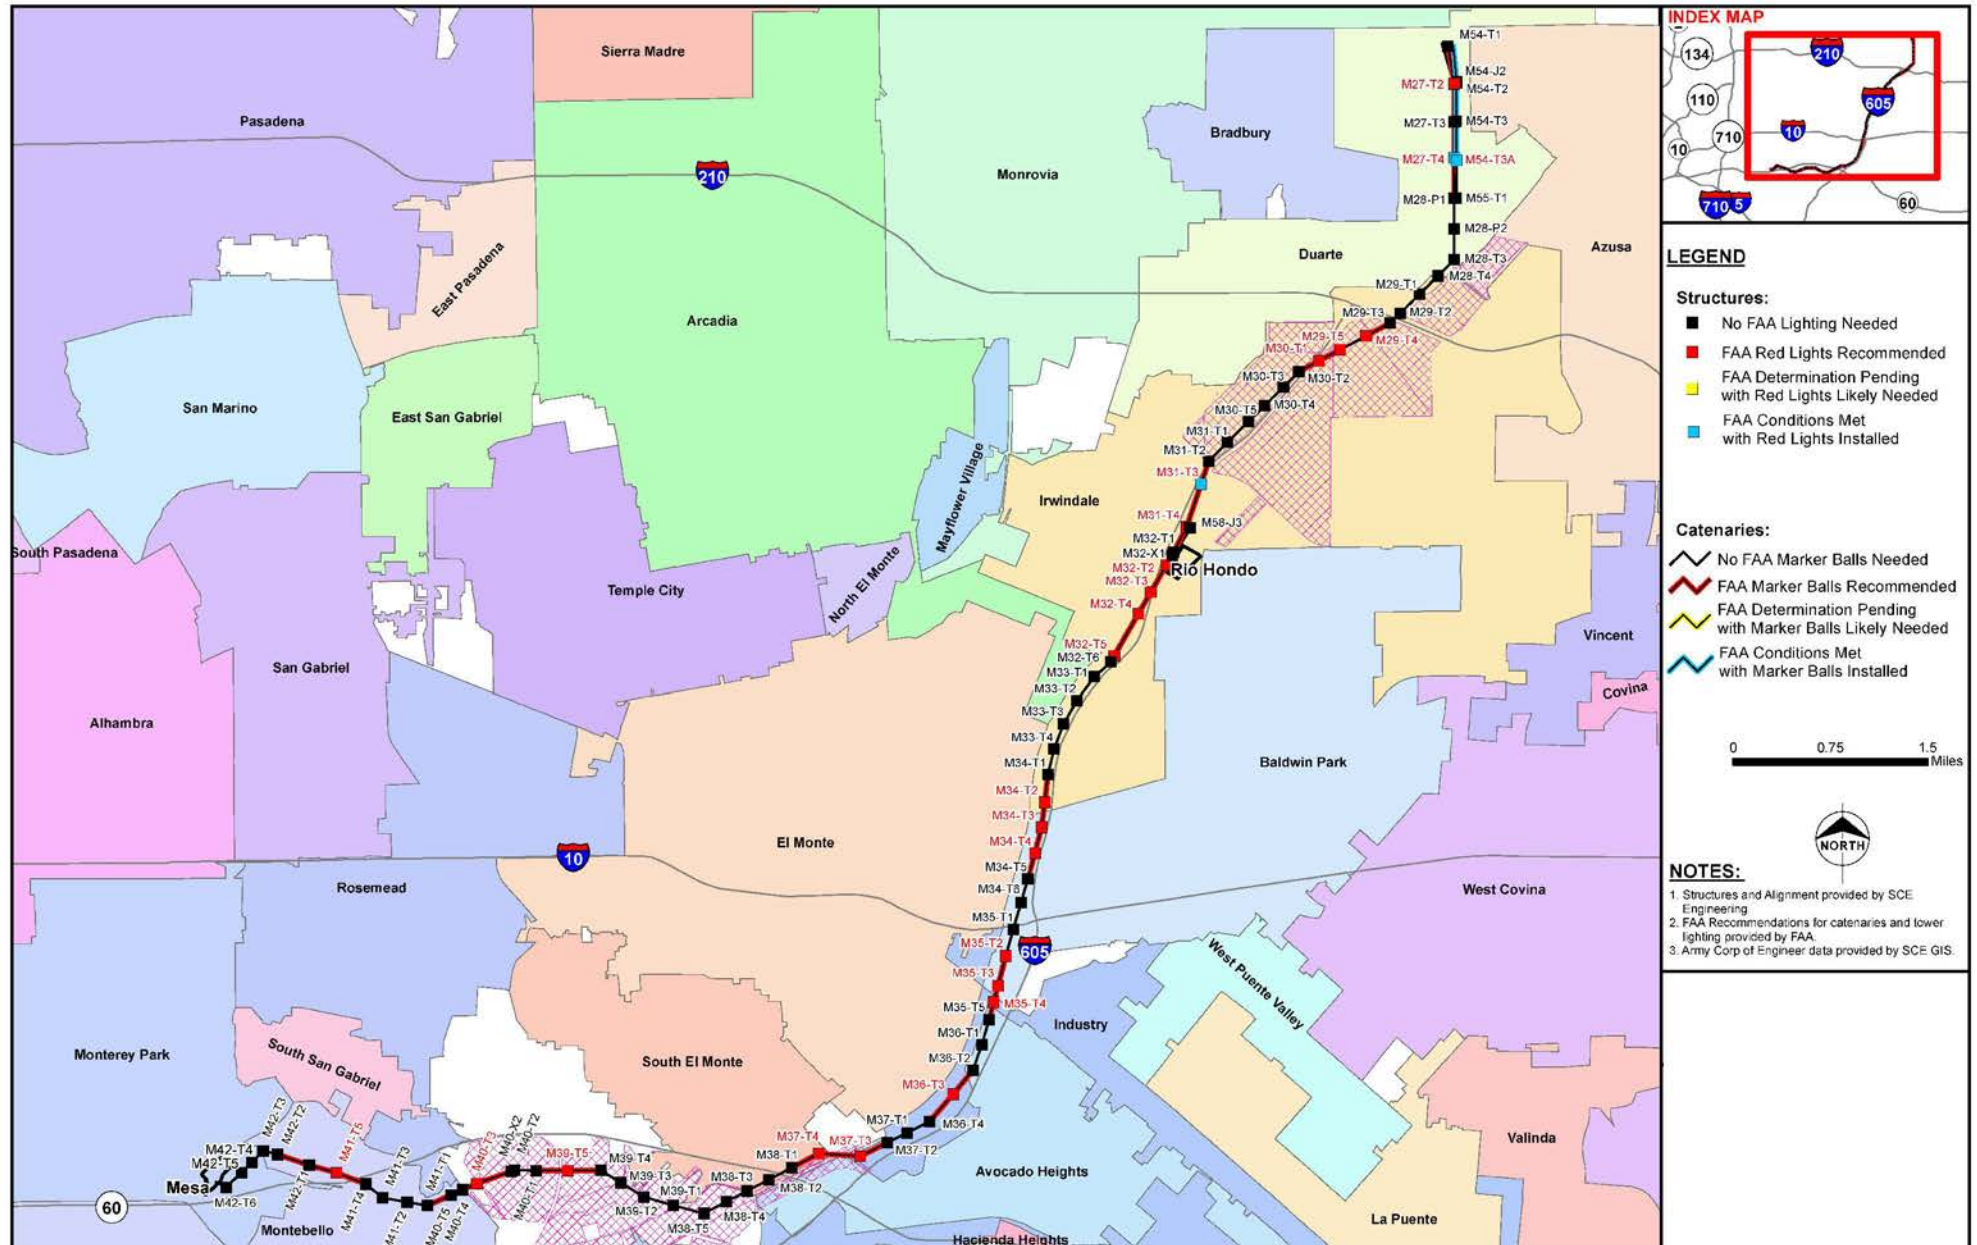 Sierra Madre
Pasadena
210
Monrovia
Bradbury
East Pasadena
Arcadia
Duarte
Azusa
San Marino
East San Gabriel
Mayflower Village
Irwindale
South Pasadena
Temple City
North El Monte
Rio Hondo
San Gabriel
Alhambra
Vincent
Covina
Baldwin Park
El Monte
10
Rosemead
West Covina
605
West Puente Valley
Industry
Monterey Park
South San Gabriel
South El Monte
Valinda
Avocado Heights
Mesa
60
Montebello
La Puente
Hacienda Heights
M54-T1
M54-J2
M27-T2
M54-T2
M27-T3
M54-T3
M27-T4
M54-T3A
M28-P1
M55-T1
M28-P2
M28-T3
M28-T4
M29-T1
M29-T2
M29-T3
M29-T4
M29-T5
M30-T1
M30-T2
M30-T3
M30-T4
M30-T5
M31-T1
M31-T2
M31-T3
M31-T4
M58-J3
M32-T1
M32-X1
M32-T2
M32-T3
M32-T4
M32-T5
M32-T6
M33-T1
M33-T2
M33-T3
M33-T4
M34-T1
M34-T2
M34-T3
M34-T4
M34-T5
M35-T1
M35-T2
M35-T3
M35-T4
M35-T5
M36-T1
M36-T2
M36-T3
M36-T4
M37-T1
M37-T2
M37-T3
M37-T4
M38-T1
M38-T2
M38-T3
M38-T4
M38-T5
M39-T1
M39-T2
M39-T3
M39-T4
M39-T5
M40-T1
M40-T2
M40-X2
M40-T3
M40-T4
M40-T5
M41-T1
M41-T2
M41-T3
M41-T4
M41-T5
M42-T1
M42-T2
M42-T3
M42-T4
M42-T5
M42-T6
INDEX MAP
134
210
110
605
710
10
10
710
5
60
LEGEND
Structures:
No FAA Lighting Needed
FAA Red Lights Recommended
FAA Determination Pending
with Red Lights Likely Needed
FAA Conditions Met
with Red Lights Installed
Catenaries:
No FAA Marker Balls Needed
FAA Marker Balls Recommended
FAA Determination Pending
with Marker Balls Likely Needed
FAA Conditions Met
with Marker Balls Installed
0 0.75 1.5
Miles
NORTH
NOTES:
1. Structures and Alignment provided by SCE
Engineering
2. FAA Recommendations for catenaries and tower
lighting provided by FAA.
3. Army Corp of Engineer data provided by SCE GIS.